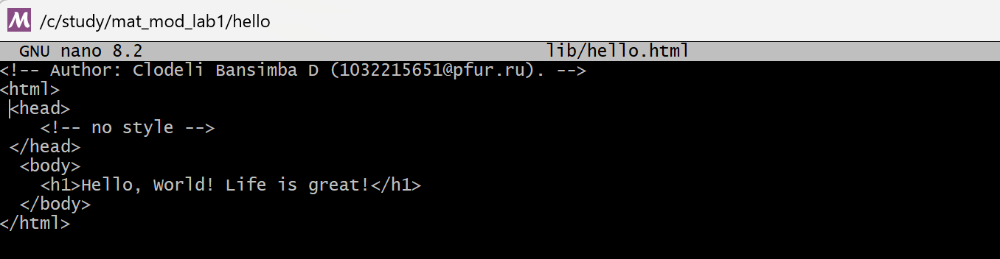 M /c/study/mat_mod_lab1/hello
GNU nano 8.2 lib/hello.html
<!-- Author: Clodeli Bansimba D (1032215651@pfur.ru). -->
<html>
 <head>
    <!-- no style -->
 </head>
  <body>
    <h1>Hello, World! Life is great!</h1>
  </body>
</html>